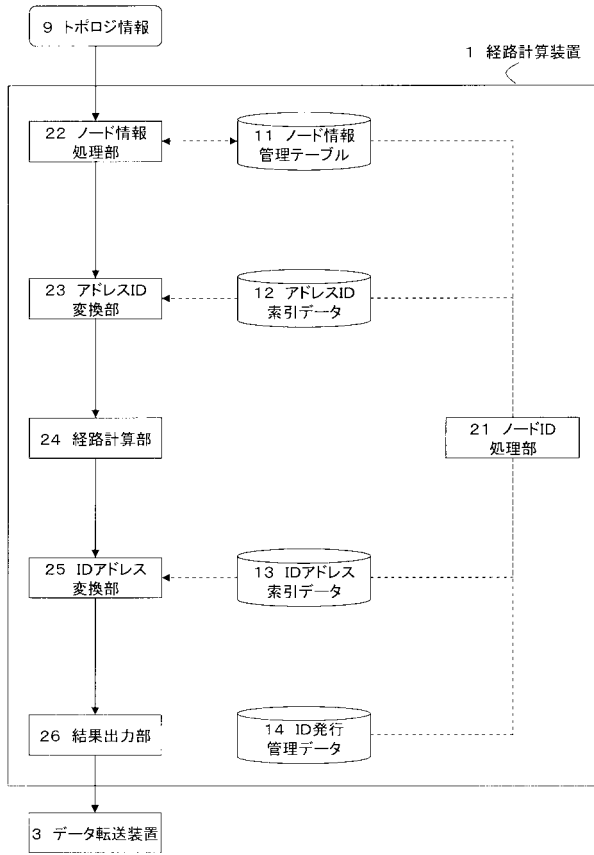 9 トポロジ情報
1 経路計算装置
22 ノード情報
処理部
11 ノード情報
管理テーブル
23 アドレスID
変換部
12 アドレスID
索引データ
24 経路計算部
21 ノードID
処理部
25 IDアドレス
変換部
13 IDアドレス
索引データ
26 結果出力部
14 ID発行
管理データ
3 データ転送装置